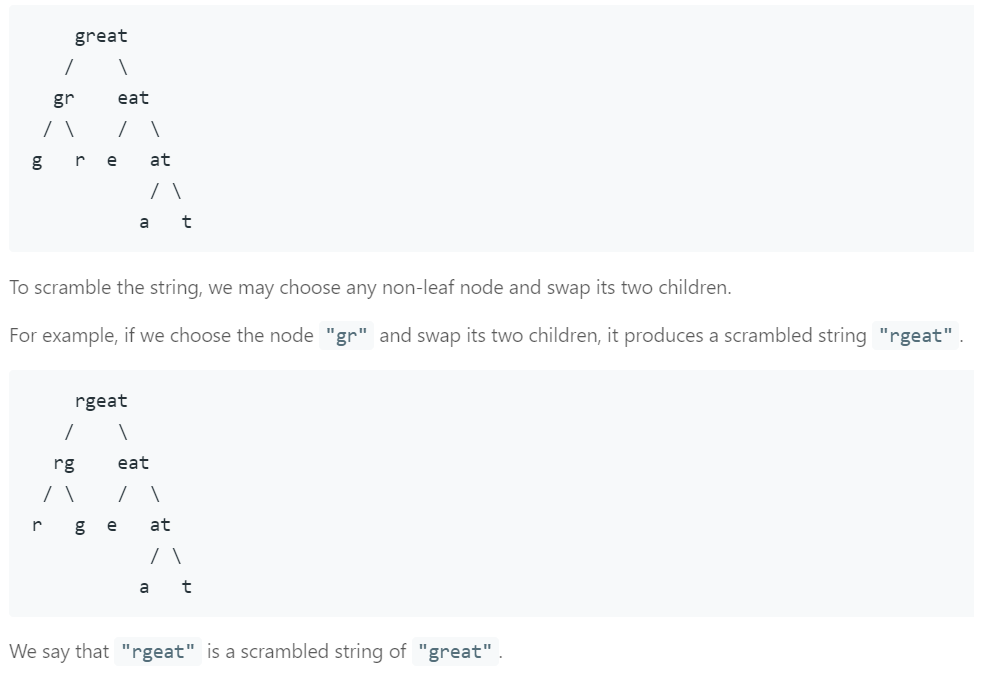 great
/ \
gr eat
/ \ / \
g r e at
/ \
a t
To scramble the string, we may choose any non-leaf node and swap its two children.
For example, if we choose the node "gr" and swap its two children, it produces a scrambled string "rgeat".
rgeat
/ \
rg eat
/ \ / \
r g e at
/ \
a t
We say that "rgeat" is a scrambled string of "great".